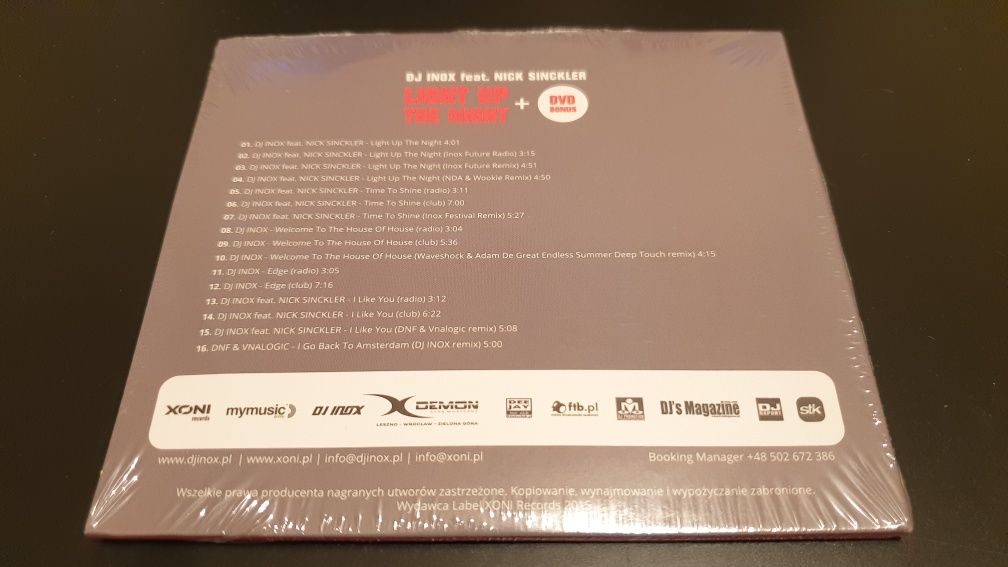 DJ INOX feat. NICK SINCKLER
LIGHT UP
THE NIGHT
+
DVD
BONUS
01. DJ INOX feat. NICK SINCKLER - Light Up The Night 4:01
02. DJ INOX feat. NICK SINCKLER - Light Up The Night (Inox Future Radio) 3:15
03. DJ INOX feat. NICK SINCKLER - Light Up The Night (Inox Future Remix) 4:51
04. DJ INOX feat. NICK SINCKLER - Light Up The Night (NDA & Wookie Remix) 4:50
05. DJ INOX feat. NICK SINCKLER - Time To Shine (radio) 3:11
06. DJ INOX feat. NICK SINCKLER - Time To Shine (club) 7:00
07. DJ INOX feat. NICK SINCKLER - Time To Shine (Inox Festival Remix) 5:27
08. DJ INOX - Welcome To The House Of House (radio) 3:04
09. DJ INOX - Welcome To The House Of House (club) 5:36
10. DJ INOX - Welcome To The House Of House (Waveshock & Adam De Great Endless Summer Deep Touch remix) 4:15
11. DJ INOX - Edge (radio) 3:05
12. DJ INOX - Edge (club) 7:16
13. DJ INOX feat. NICK SINCKLER - I Like You (radio) 3:12
14. DJ INOX feat. NICK SINCKLER - I Like You (club) 6:22
15. DJ INOX feat. NICK SINCKLER - I Like You (DNF & Vnalogic remix) 5:08
16. DNF & VNALOGIC - I Go Back To Amsterdam (DJ INOX remix) 5:00
XONI
records
mymusic
DJ INOX
X DEMON
LESZNO - WROCŁAW - ZIELONA GÓRA
DEE
JAY
ftb.pl
DJ PROMOTION
DJ's Magazine
DJ
EXPORT
stk
www.djinox.pl | www.xoni.pl | info@djinox.pl | info@xoni.pl
Booking Manager +48 502 672 386
Wszelkie prawa producenta nagranych utworów zastrzeżone. Kopiowanie, wynajmowanie i wypożyczanie zabronione.
Wydawca Label XONI Records